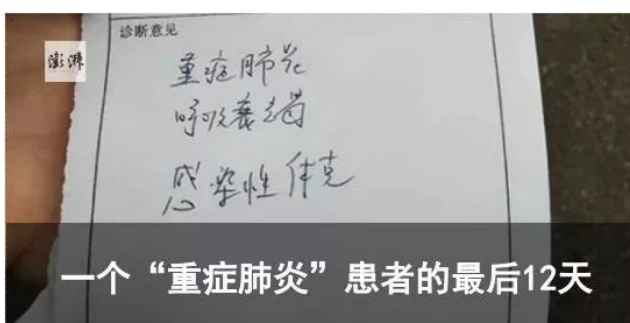 诊断意见
澎湃
重症肺炎
呼吸衰竭
感染性休克
一个“重症肺炎”患者的最后12天